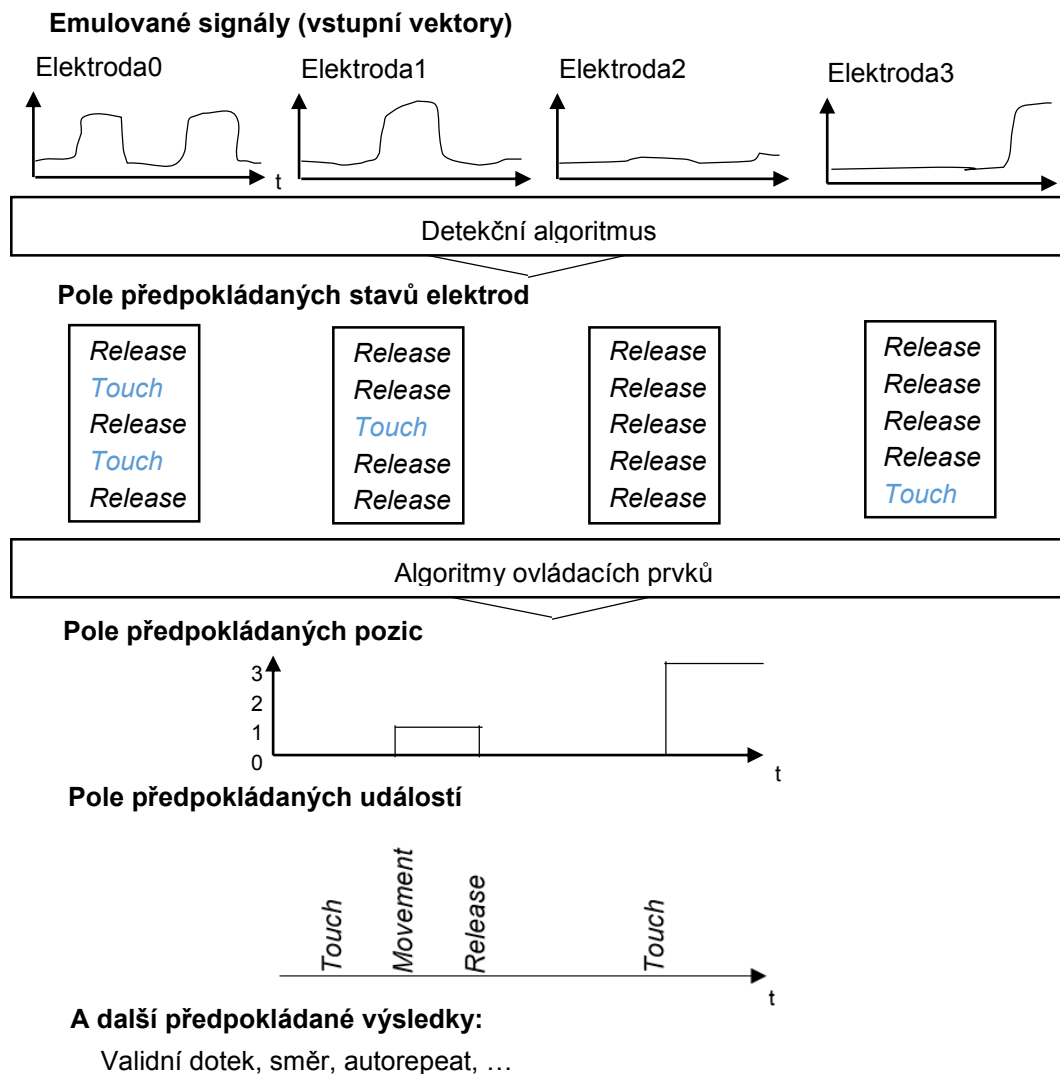 Emulované signály (vstupní vektory)
Elektroda0
Elektroda1
Elektroda2
Elektroda3
t
Detekční algoritmus
Pole předpokládaných stavů elektrod
Release
Touch
Release
Touch
Release
Release
Release
Touch
Release
Release
Release
Release
Release
Release
Release
Release
Release
Release
Release
Touch
Algoritmy ovládacích prvků
Pole předpokládaných pozic
3
2
1
0
t
Pole předpokládaných událostí
Touch
Movement
Release
Touch
t
A další předpokládané výsledky:
Validní dotek, směr, autorepeat, …